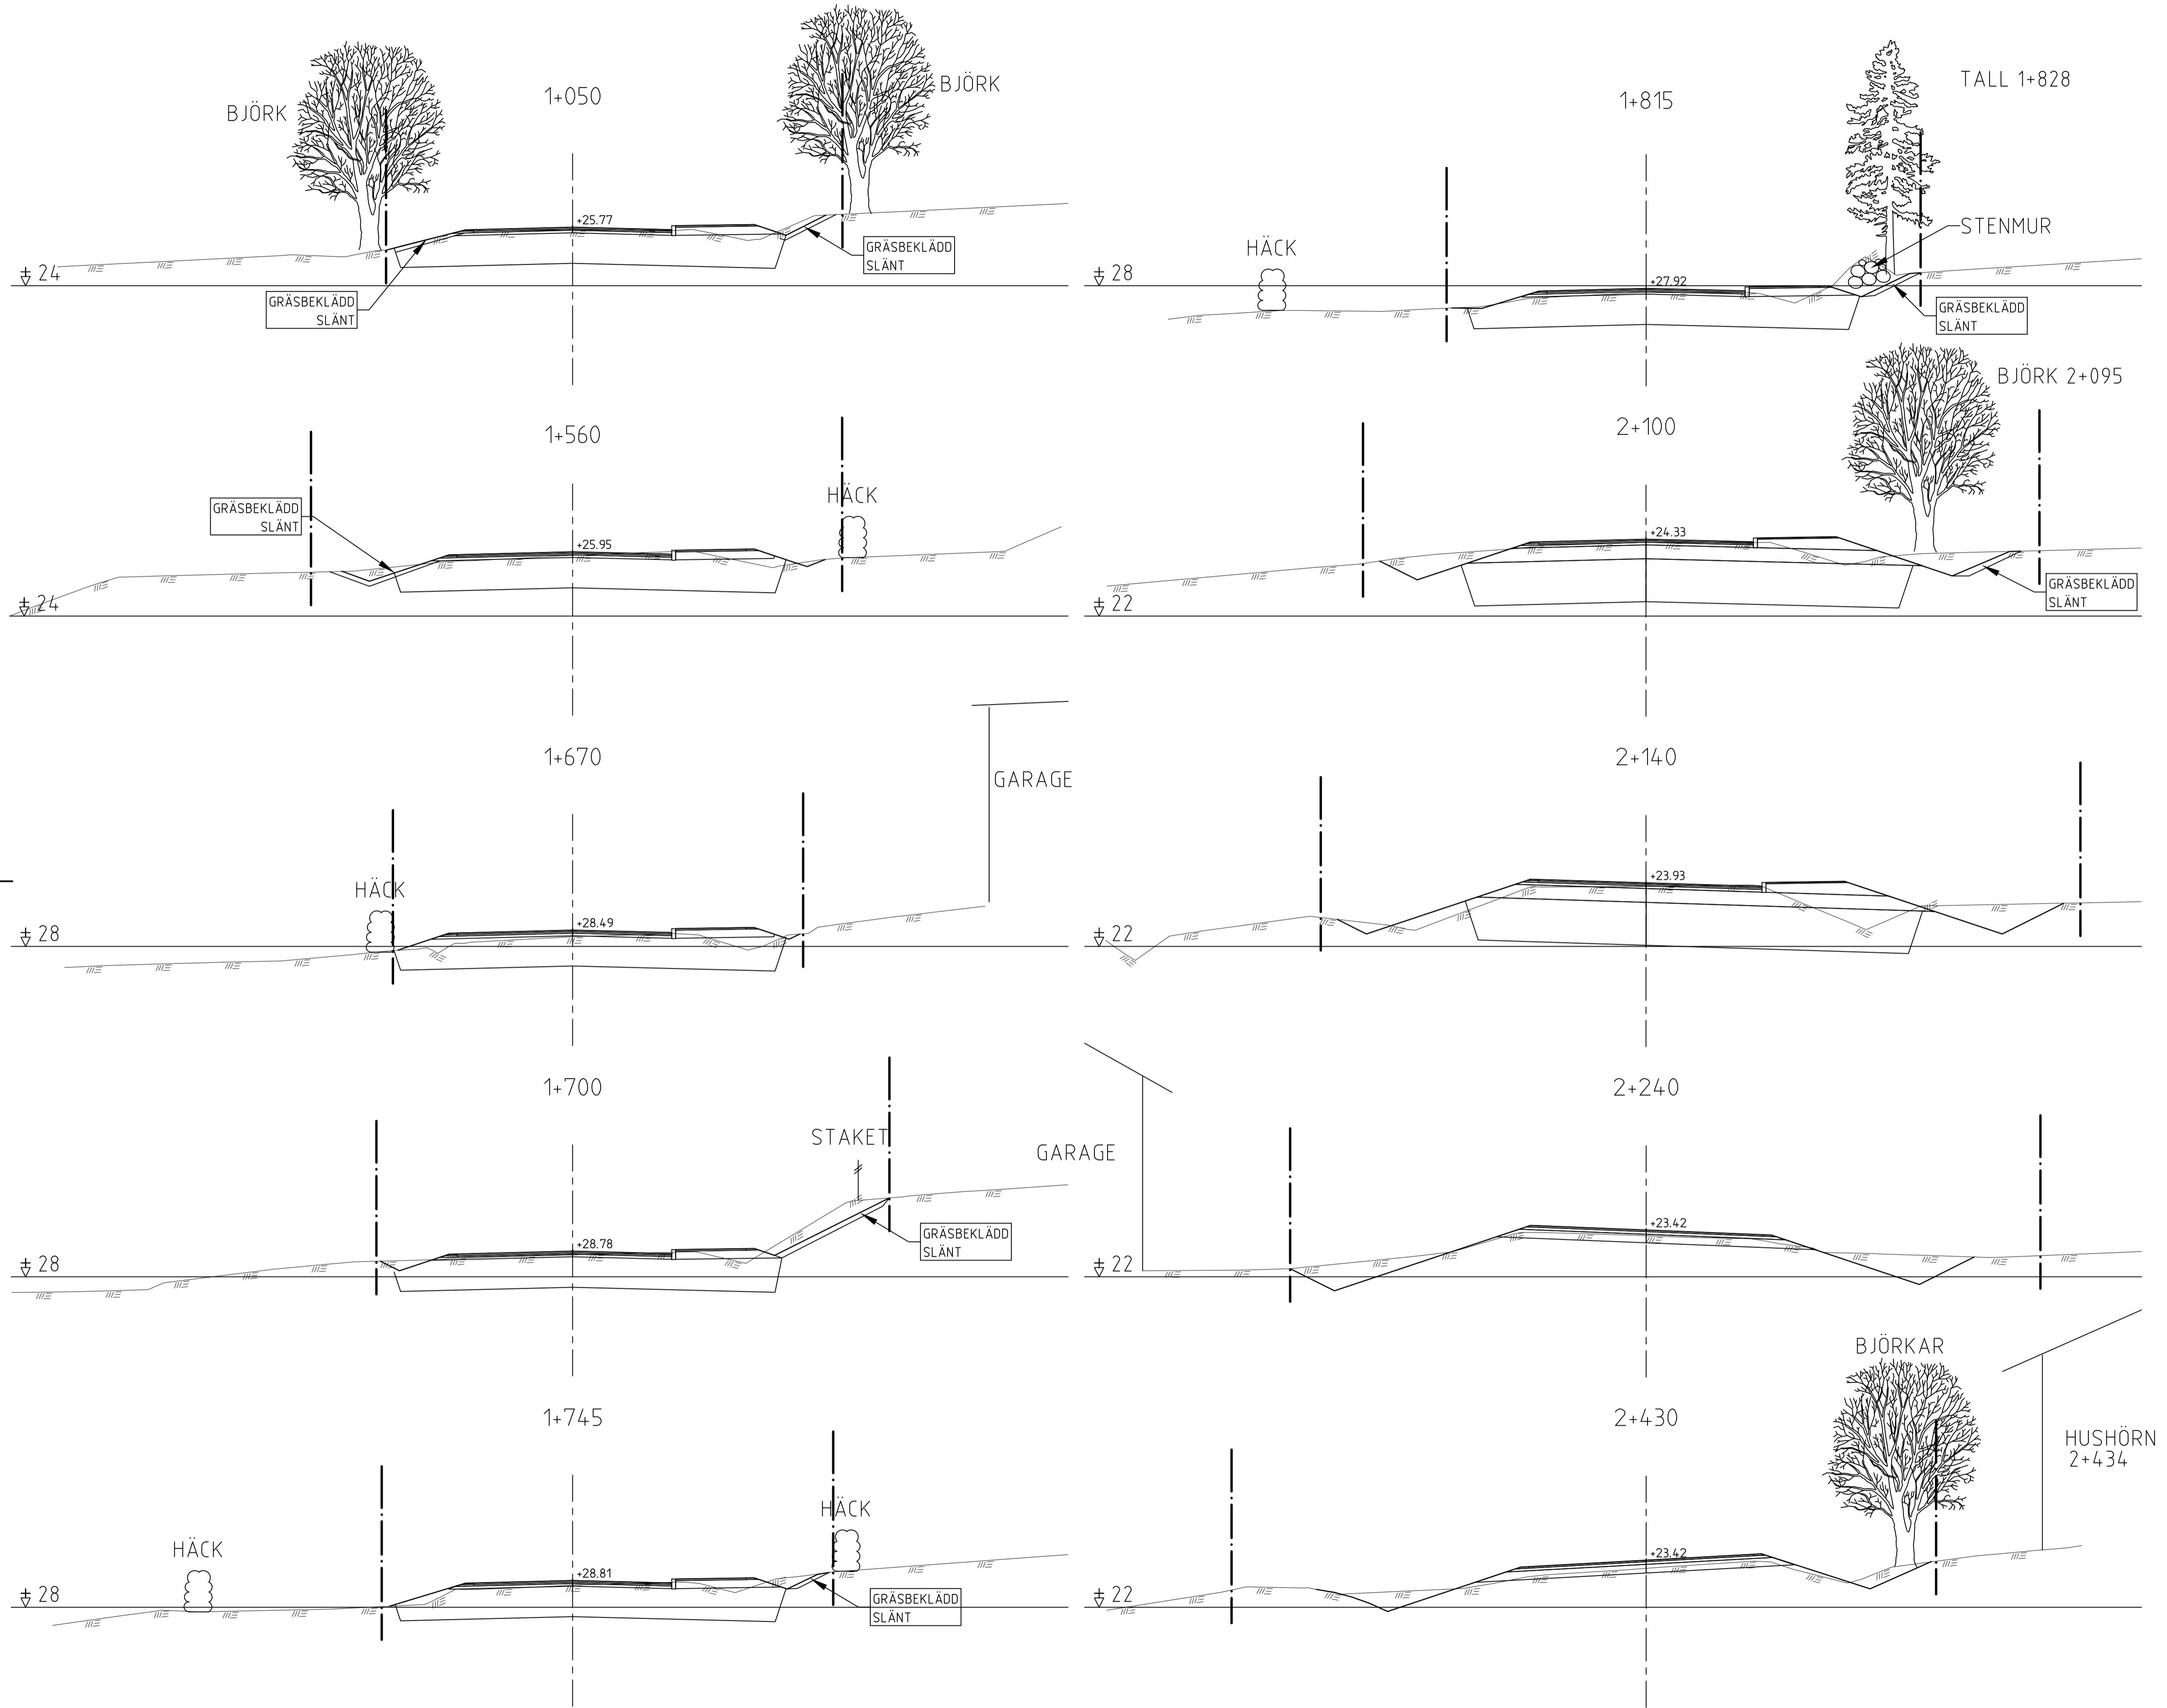 1+050
BJÖRK
BJÖRK
+25.77
GRÄSBEKLÄDD
SLÄNT
GRÄSBEKLÄDD
SLÄNT
± 24
1+560
GRÄSBEKLÄDD
SLÄNT
HÄCK
+25.95
± 24
1+670
GARAGE
HÄCK
+28.49
± 28
1+700
STAKET
+28.78
GRÄSBEKLÄDD
SLÄNT
± 28
1+745
HÄCK
HÄCK
+28.81
GRÄSBEKLÄDD
SLÄNT
± 28
1+815
TALL 1+828
STENMUR
HÄCK
± 28
+27.92
GRÄSBEKLÄDD
SLÄNT
2+100
BJÖRK 2+095
+24.33
GRÄSBEKLÄDD
SLÄNT
± 22
2+140
+23.93
± 22
2+240
GARAGE
+23.42
± 22
2+430
BJÖRKAR
HUSHÖRN
2+434
+23.42
± 22